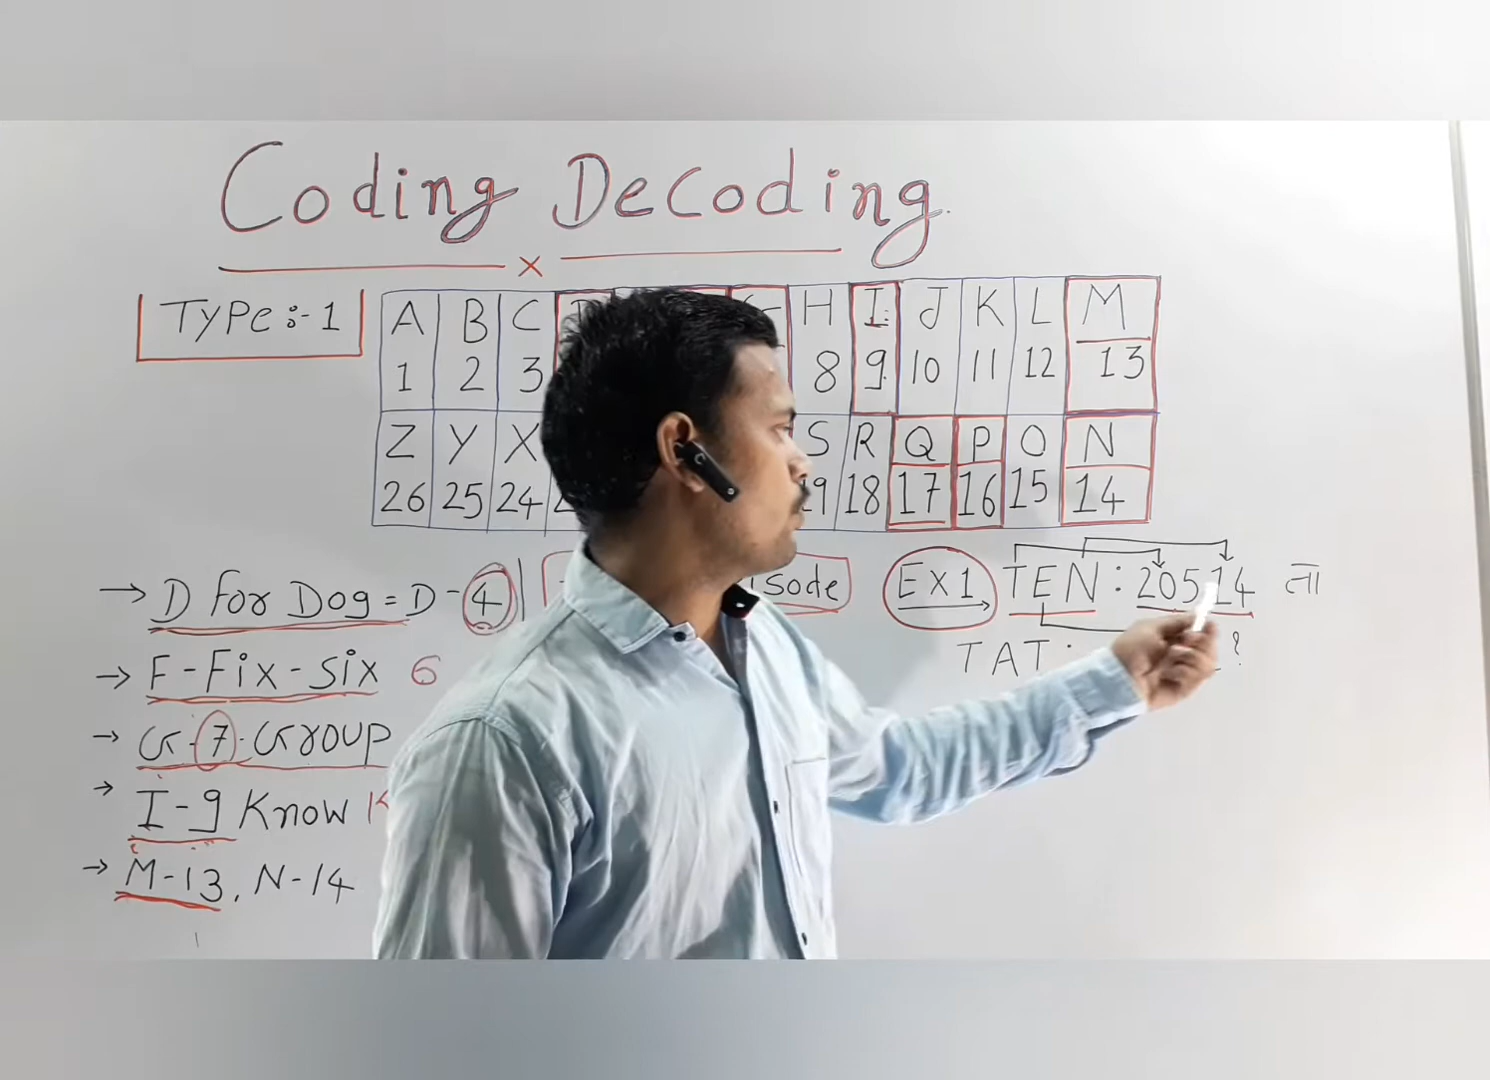 Coding Decoding
Type:-1
A B C H I J K L M
1 2 3 8 9 10 11 12 13
Z Y X S R Q P O N
26 25 24 19 18 17 16 15 14
→ D for Dog = D-4
sode
EX1 TEN : 20514 ता
TAT : ?
→ F-Fix-six 6
→ G-7-Group
→ I-9 Know K
→ M-13, N-14